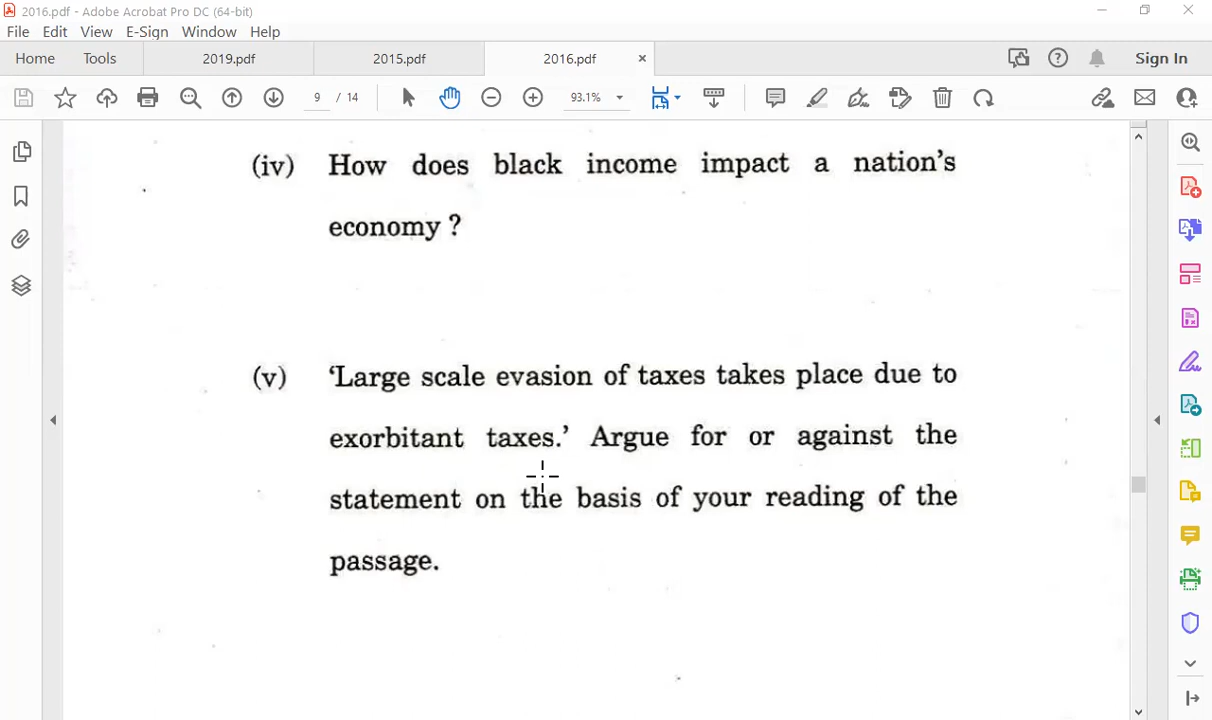 2016.pdf - Adobe Acrobat Pro DC (64-bit)
File Edit View E-Sign Window Help
Home Tools 2019.pdf 2015.pdf 2016.pdf × Sign In
9 / 14 93.1%
(iv) How does black income impact a nation's
economy ?
(v) ‘Large scale evasion of taxes takes place due to
exorbitant taxes.’ Argue for or against the
statement on the basis of your reading of the
passage.